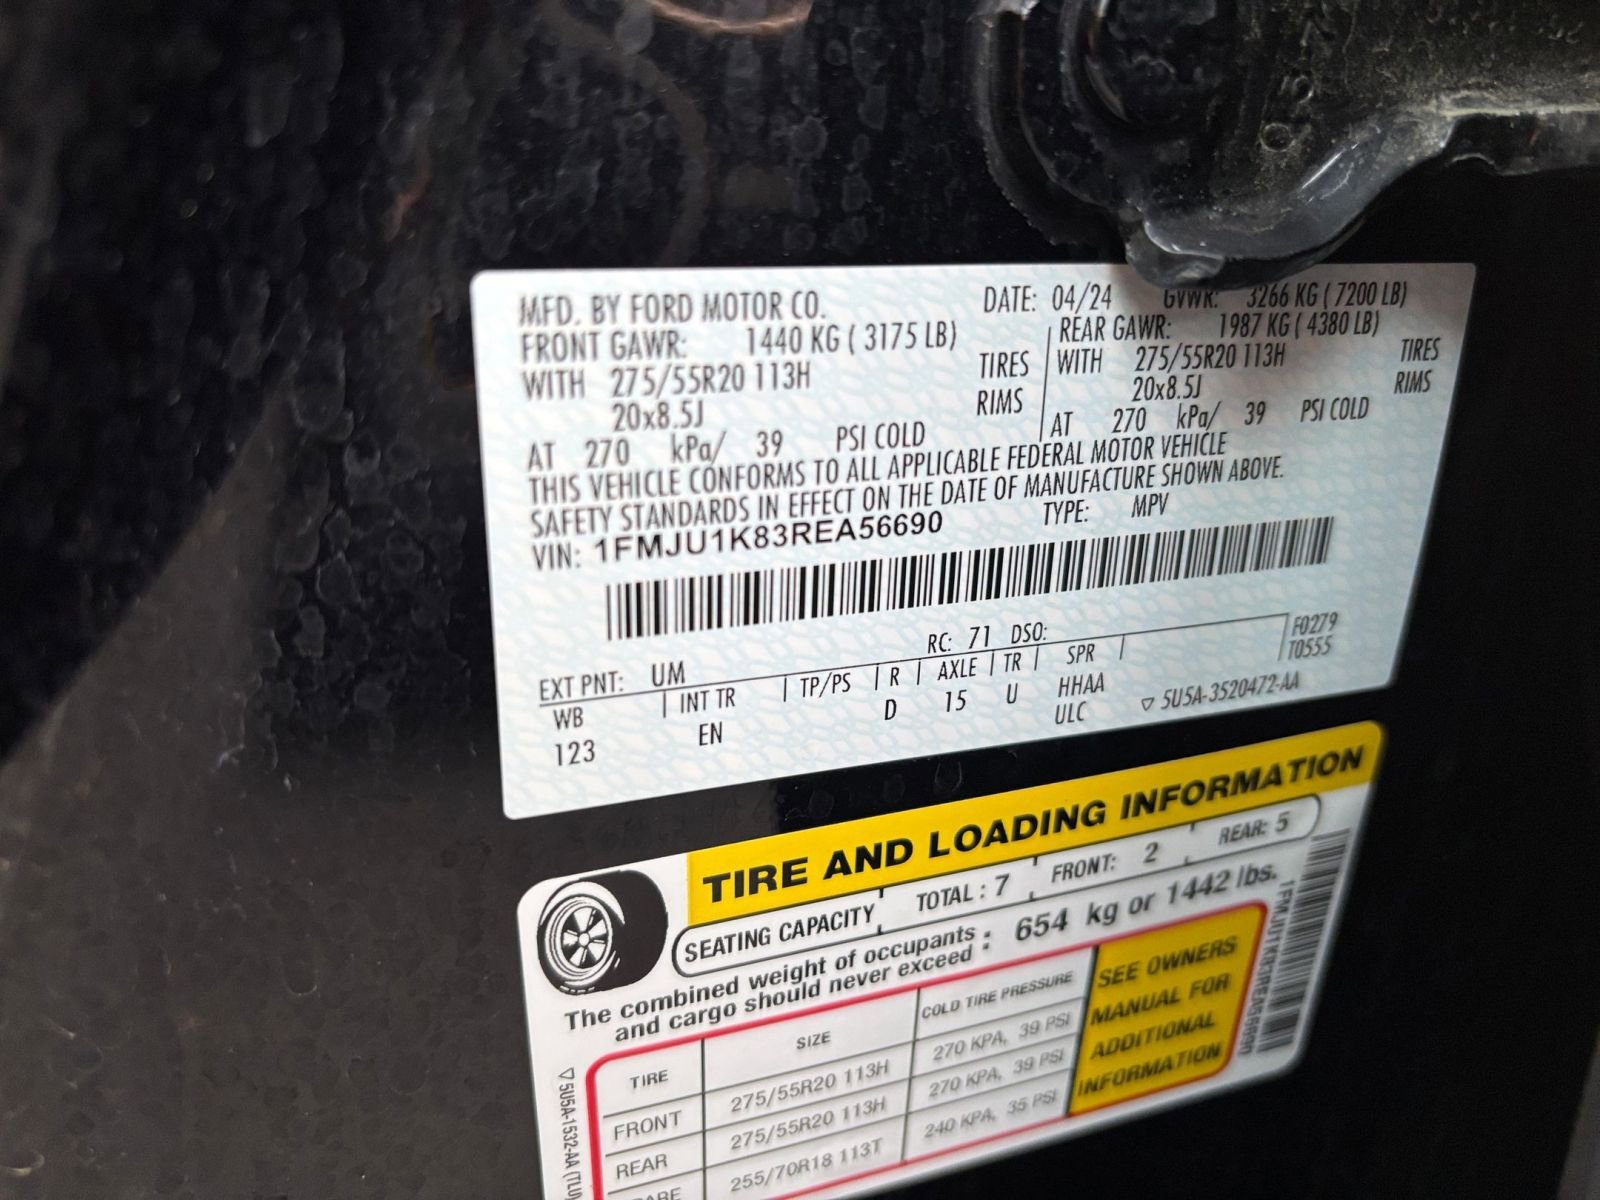 MFD. BY FORD MOTOR CO. DATE: 04/24 GVWR: 3266 KG ( 7200 LB)
FRONT GAWR: 1440 KG ( 3175 LB) REAR GAWR: 1987 KG ( 4380 LB)
WITH 275/55R20 113H TIRES WITH 275/55R20 113H TIRES
20x8.5J RIMS 20x8.5J RIMS
AT 270 kPa/ 39 PSI COLD AT 270 kPa/ 39 PSI COLD
THIS VEHICLE CONFORMS TO ALL APPLICABLE FEDERAL MOTOR VEHICLE
SAFETY STANDARDS IN EFFECT ON THE DATE OF MANUFACTURE SHOWN ABOVE.
VIN: 1FMJU1K83REA56690 TYPE: MPV
EXT PNT: UM RC: 71 DSO: F0279
WB INT TR TP/PS R AXLE TR SPR T0555
123 EN D 15 U HHAA
ULC 5U5A-3520472-AA
TIRE AND LOADING INFORMATION
SEATING CAPACITY TOTAL : 7 FRONT: 2 REAR: 5
The combined weight of occupants : 654 kg or 1442 lbs.
and cargo should never exceed :
TIRE SIZE COLD TIRE PRESSURE
FRONT 275/55R20 113H 270 KPA, 39 PSI
REAR 275/55R20 113H 270 KPA, 39 PSI
255/70R18 113T 240 KPA, 35 PSI
SEE OWNERS
MANUAL FOR
ADDITIONAL
INFORMATION
1FMJU1K83REA56690
5U5A-1532-AA (TLU)